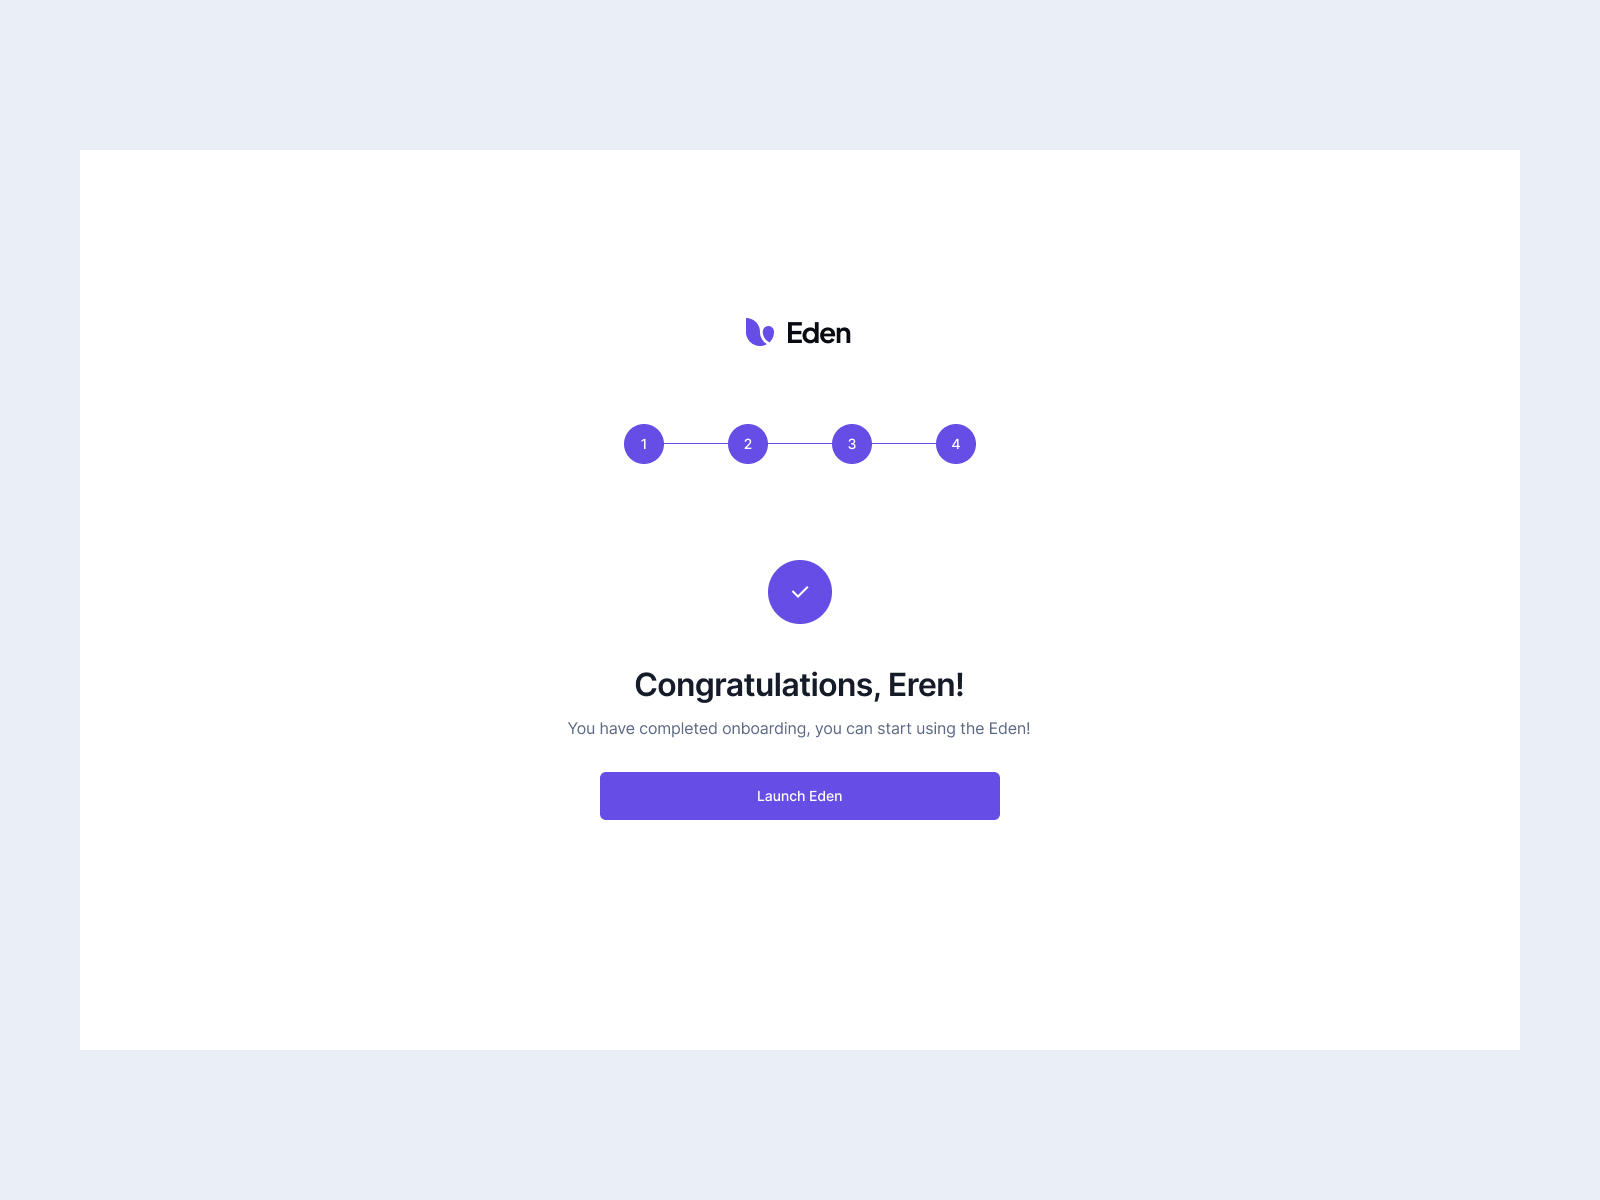 Eden
1 2 3 4
Congratulations, Eren!
You have completed onboarding, you can start using the Eden!
Launch Eden